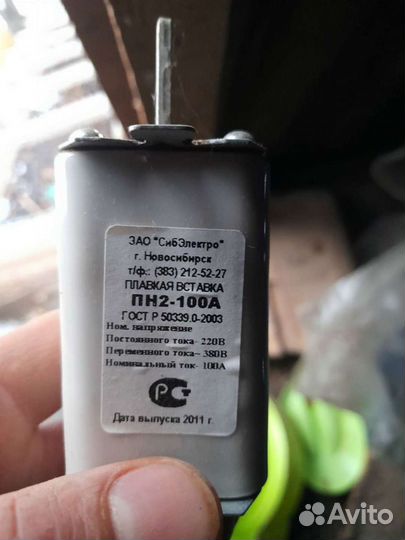 ЗАО "СибЭлектро"
г. Новосибирск
т/ф.: (383) 212-52-27
ПЛАВКАЯ ВСТАВКА
ПН2-100А
ГОСТ Р 50339.0-2003
Ном. напряжение
Постоянного тока- 220В
Переменного тока~ 380В
Номинальный ток- 100А
Дата выпуска 2011 г
Avito